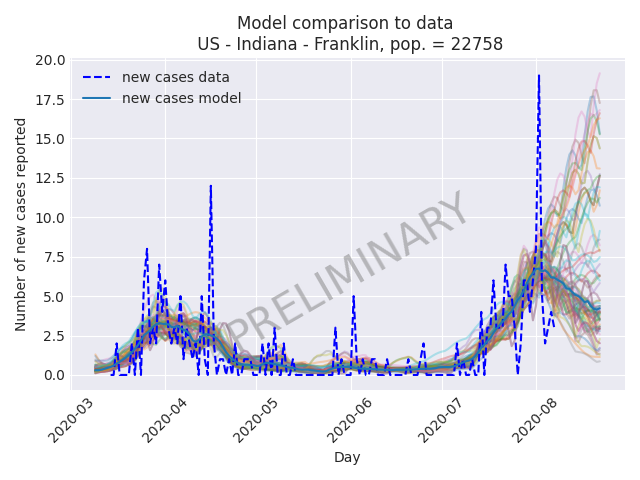 Model comparison to data
US - Indiana - Franklin, pop. = 22758
20.0
17.5
15.0
12.5
10.0
7.5
5.0
2.5
0.0
Number of new cases reported
new cases data
new cases model
PRELIMINARY
2020-03
2020-04
2020-05
2020-06
2020-07
2020-08
Day